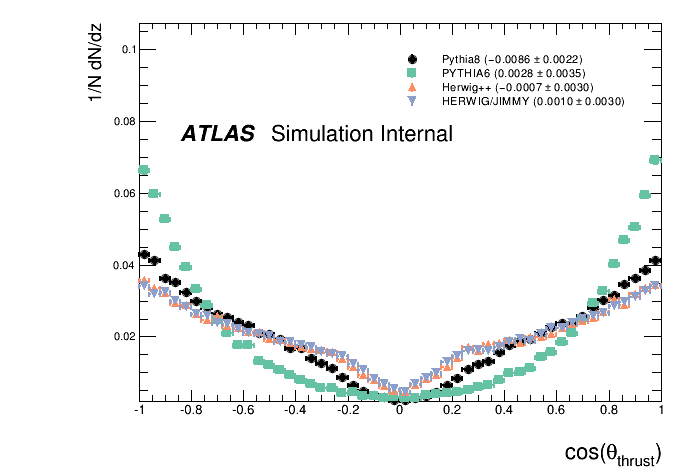 1/N dN/dz
0.1
0.08
0.06
0.04
0.02
Pythia8 (−0.0086 ± 0.0022)
PYTHIA6 (0.0028 ± 0.0035)
Herwig++ (−0.0007 ± 0.0030)
HERWIG/JIMMY (0.0010 ± 0.0030)
ATLAS Simulation Internal
-1 -0.8 -0.6 -0.4 -0.2 0 0.2 0.4 0.6 0.8 1
cos(θthrust)